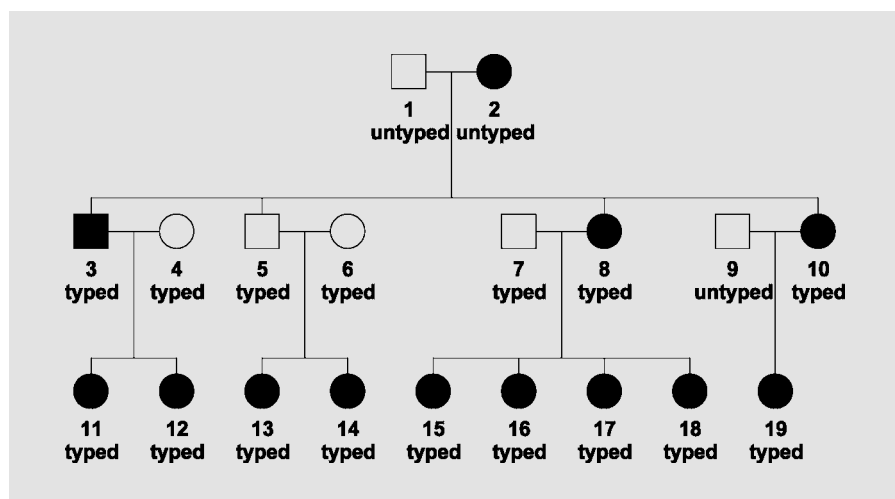 1 2
untyped untyped
3 4 5 6 7 8 9 10
typed typed typed typed typed typed untyped typed
11 12 13 14 15 16 17 18 19
typed typed typed typed typed typed typed typed typed